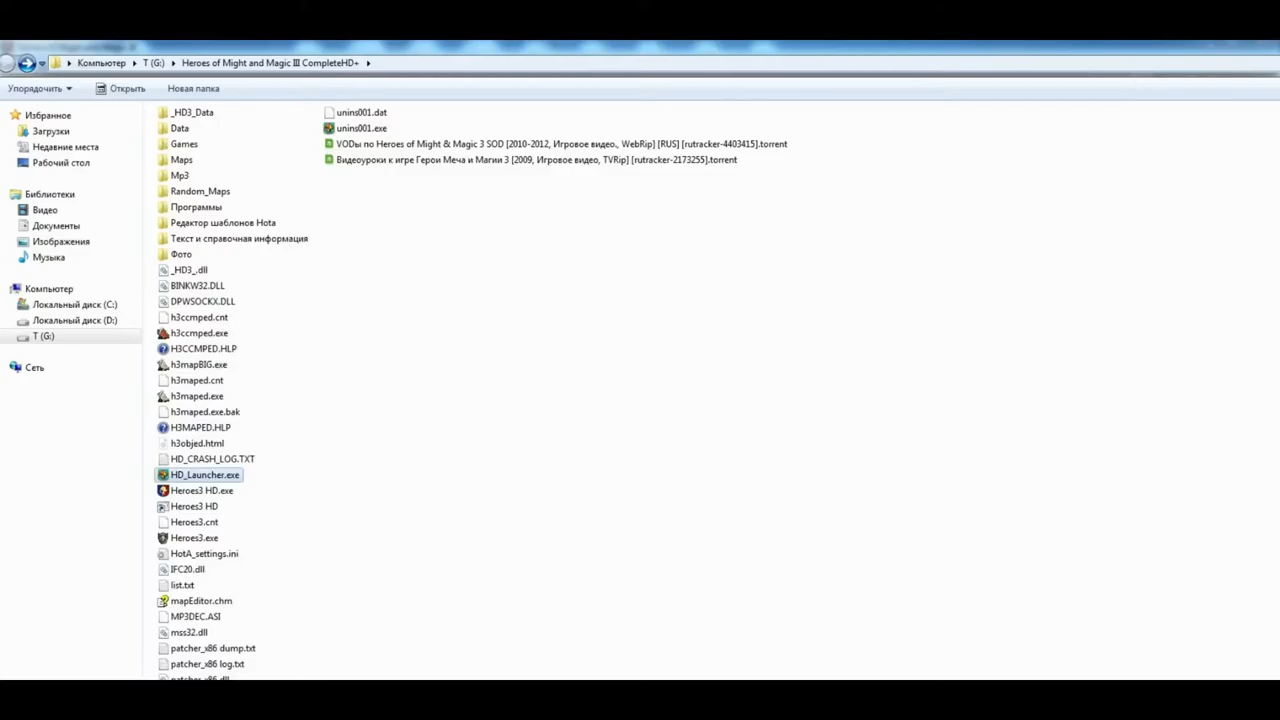 Компьютер T (G:) Heroes of Might and Magic III CompleteHD+
Упорядочить Открыть Новая папка
Избранное
Загрузки
Недавние места
Рабочий стол
Библиотеки
Видео
Документы
Изображения
Музыка
Компьютер
Локальный диск (C:)
Локальный диск (D:)
T (G:)
Сеть
_HD3_Data
Data
Games
Maps
Mp3
Random_Maps
Программы
Редактор шаблонов Hota
Текст и справочная информация
Фото
_HD3_.dll
BINKW32.DLL
DPWSOCKX.DLL
h3ccmped.cnt
h3ccmped.exe
H3CCMPED.HLP
h3mapBIG.exe
h3maped.cnt
h3maped.exe
h3maped.exe.bak
H3MAPED.HLP
h3objed.html
HD_CRASH_LOG.TXT
HD_Launcher.exe
Heroes3 HD.exe
Heroes3 HD
Heroes3.cnt
Heroes3.exe
HotA_settings.ini
IFC20.dll
list.txt
mapEditor.chm
MP3DEC.ASI
mss32.dll
patcher_x86 dump.txt
patcher_x86 log.txt
patcher_x86.dll
unins001.dat
unins001.exe
VODы по Heroes of Might & Magic 3 SOD [2010-2012, Игровое видео., WebRip] [RUS] [rutracker-4403415].torrent
Видеоуроки к игре Герои Меча и Магии 3 [2009, Игровое видео, TVRip] [rutracker-2173255].torrent